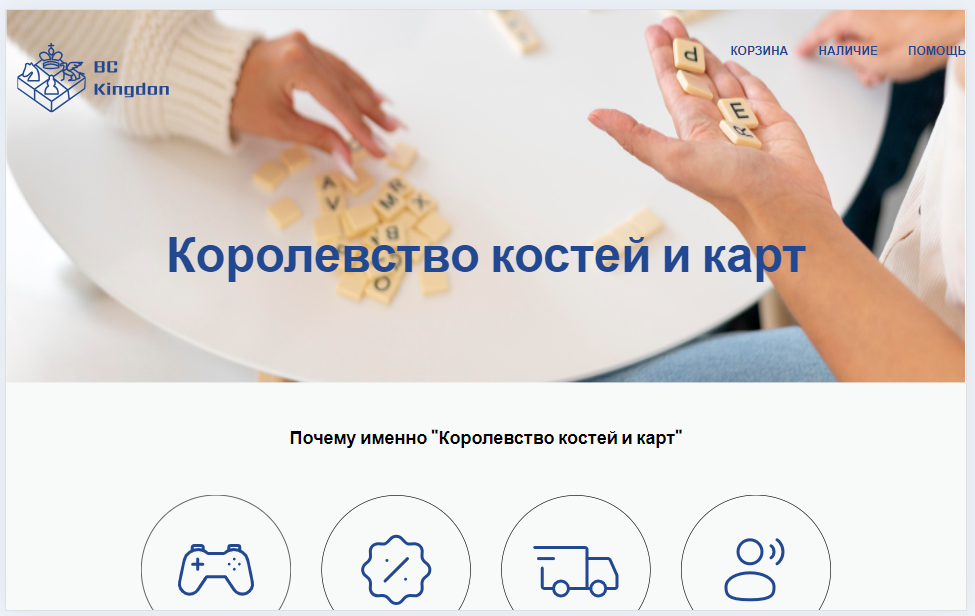 BC
Kingdon
КОРЗИНА НАЛИЧИЕ ПОМОЩЬ
P
E
R
A
V
R
M
X
B
O
Королевство костей и карт
Почему именно "Королевство костей и карт"